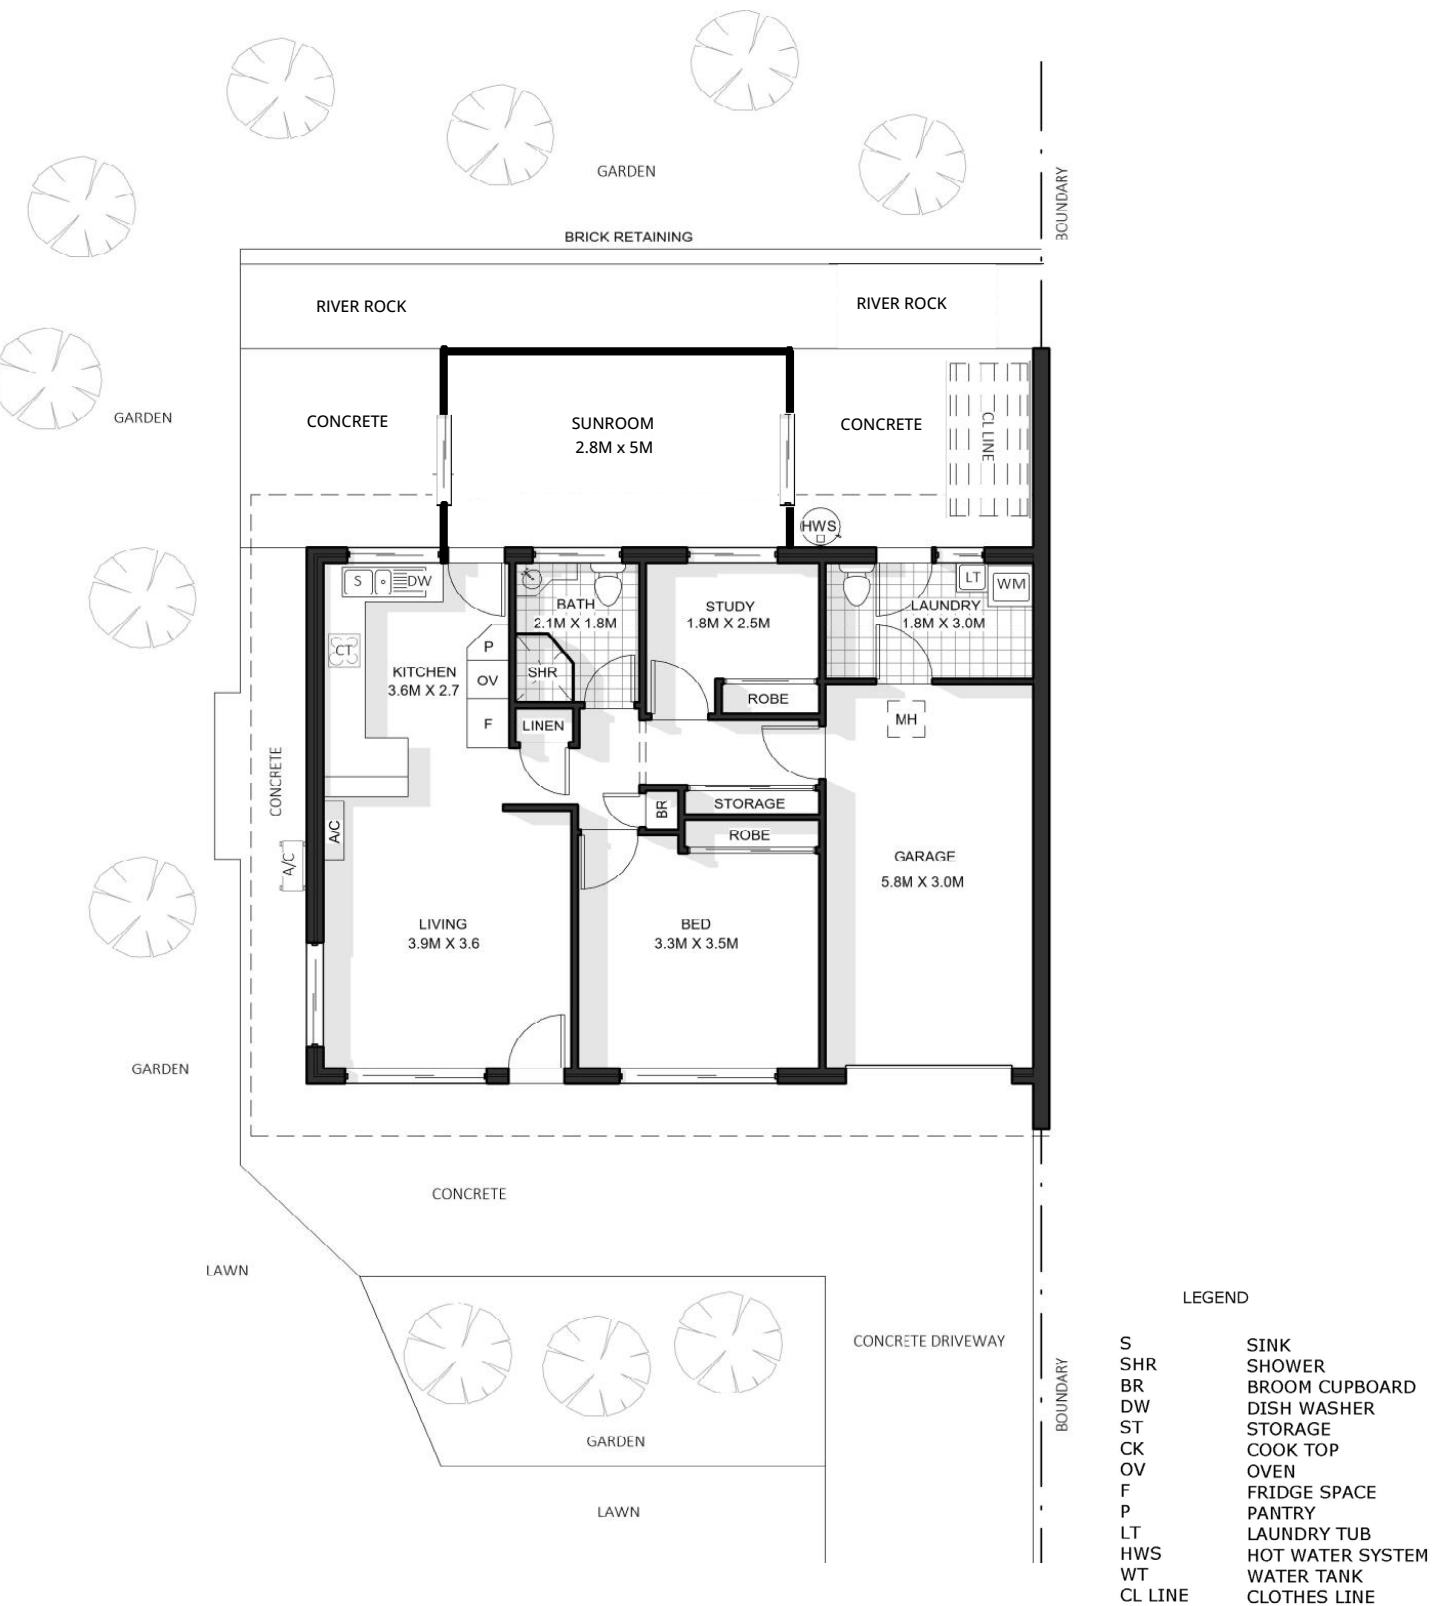 GARDEN
BOUNDARY
BRICK RETAINING
RIVER ROCK
RIVER ROCK
GARDEN
CONCRETE
SUNROOM
2.8M x 5M
CONCRETE
CL LINE
HWS
S
DW
BATH
2.1M X 1.8M
STUDY
1.8M X 2.5M
LAUNDRY
1.8M X 3.0M
LT
WM
CT
KITCHEN
3.6M X 2.7
P
OV
F
SHR
LINEN
ROBE
MH
CONCRETE
A/C
A/C
BR
STORAGE
ROBE
GARAGE
5.8M X 3.0M
LIVING
3.9M X 3.6
BED
3.3M X 3.5M
GARDEN
CONCRETE
LAWN
CONCRETE DRIVEWAY
GARDEN
LAWN
BOUNDARY
LEGEND
S SINK
SHR SHOWER
BR BROOM CUPBOARD
DW DISH WASHER
ST STORAGE
CK COOK TOP
OV OVEN
F FRIDGE SPACE
P PANTRY
LT LAUNDRY TUB
HWS HOT WATER SYSTEM
WT WATER TANK
CL LINE CLOTHES LINE